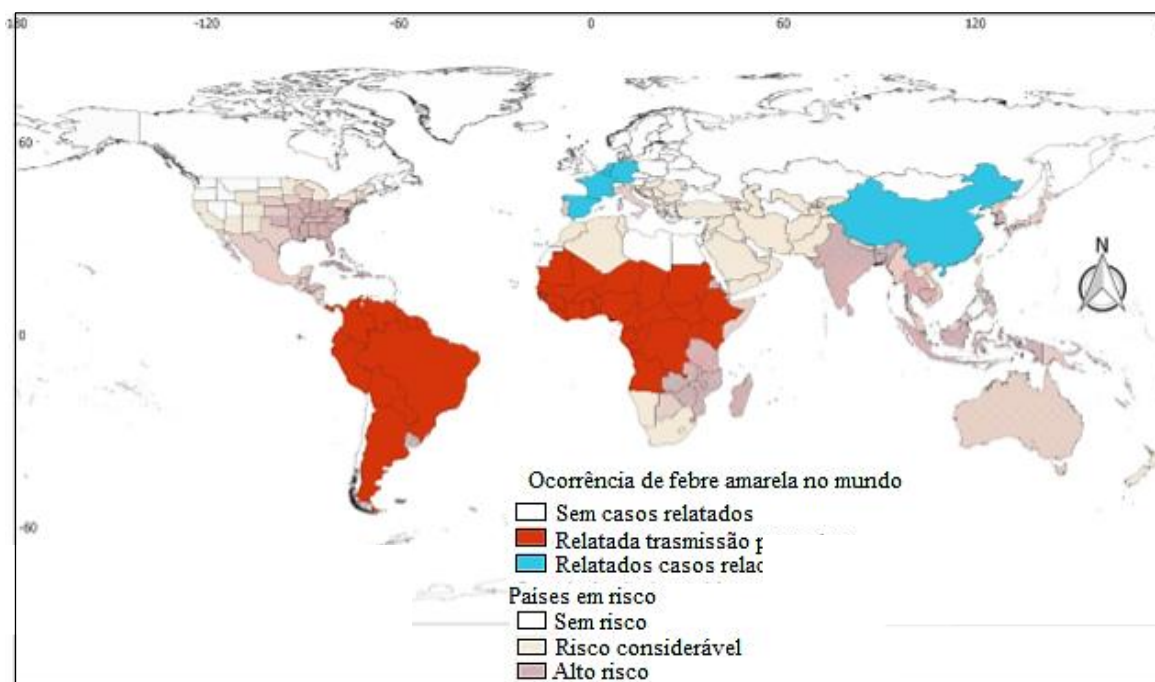 -180 -120 -60 0 60 120
N
60
0
-60
Ocorrência de febre amarela no mundo
Sem casos relatados
Relatada trasmissão
Relatados casos
Países em risco
Sem risco
Risco considerável
Alto risco